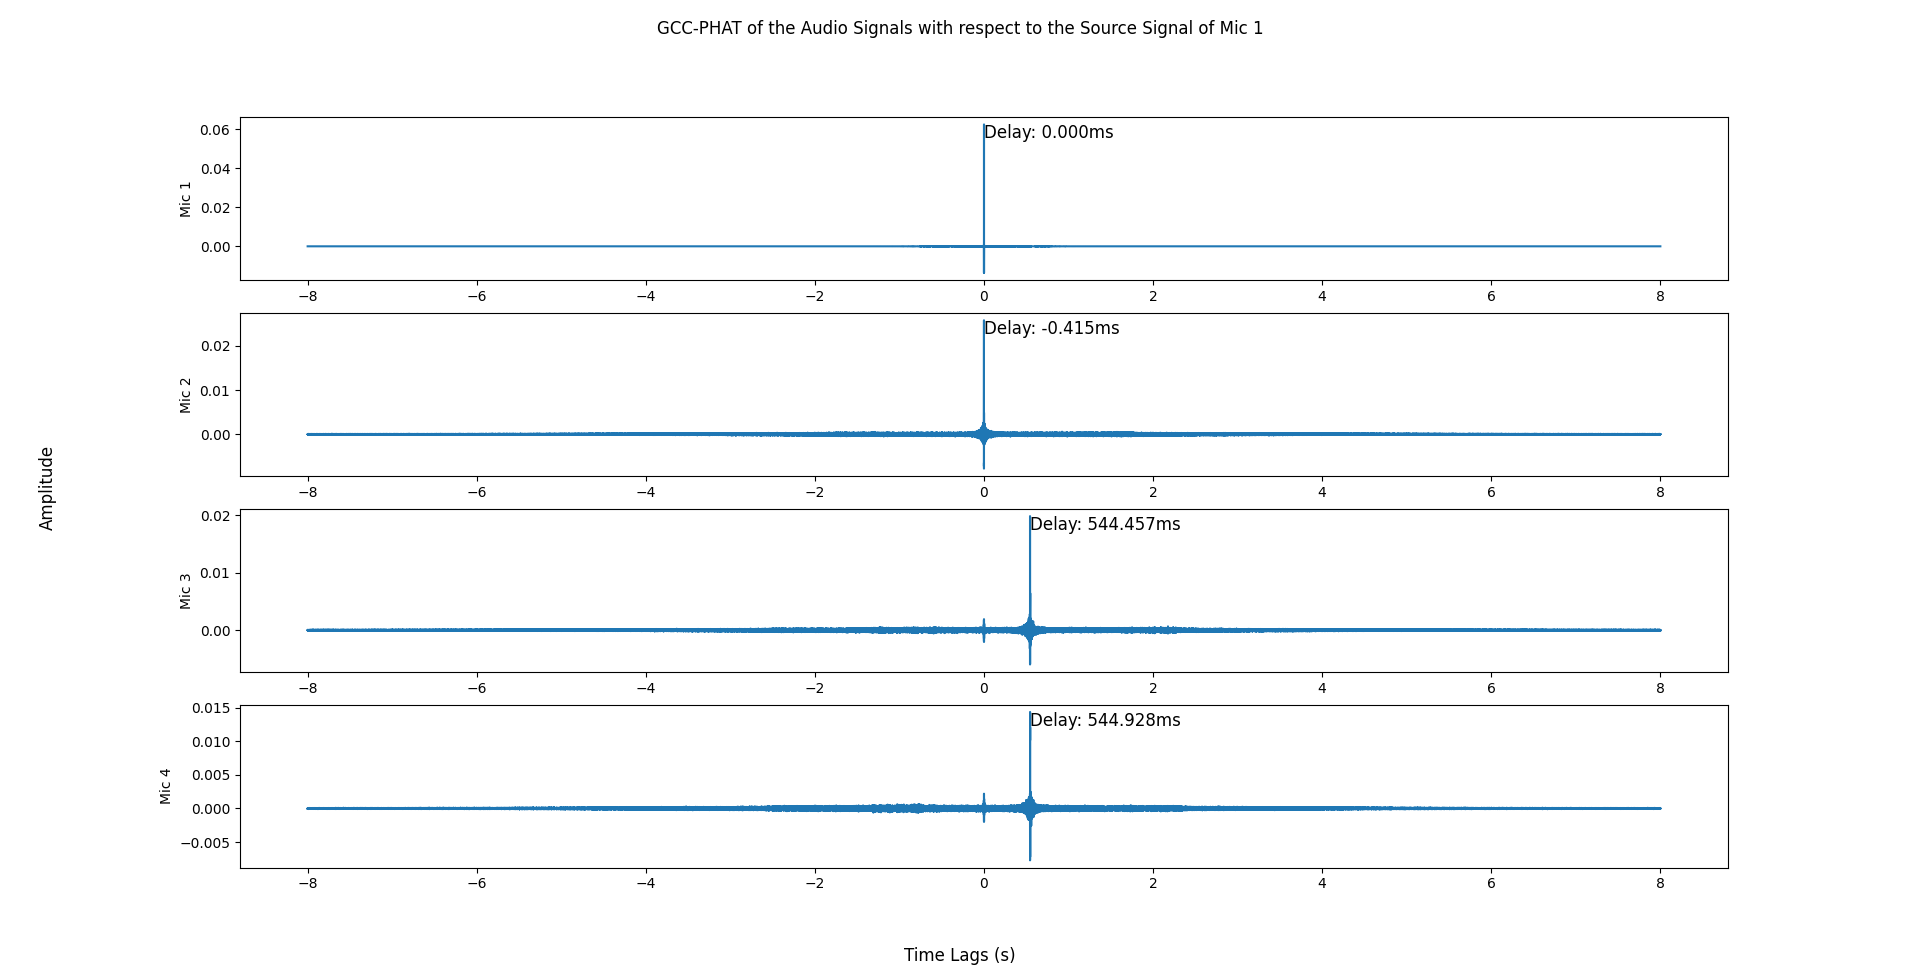 GCC-PHAT of the Audio Signals with respect to the Source Signal of Mic 1
Amplitude
Mic 1
0.06
0.04
0.02
0.00
Delay: 0.000ms
−8 −6 −4 −2 0 2 4 6 8
Mic 2
0.02
0.01
0.00
Delay: -0.415ms
−8 −6 −4 −2 0 2 4 6 8
Mic 3
0.02
0.01
0.00
Delay: 544.457ms
−8 −6 −4 −2 0 2 4 6 8
Mic 4
0.015
0.010
0.005
0.000
−0.005
Delay: 544.928ms
−8 −6 −4 −2 0 2 4 6 8
Time Lags (s)